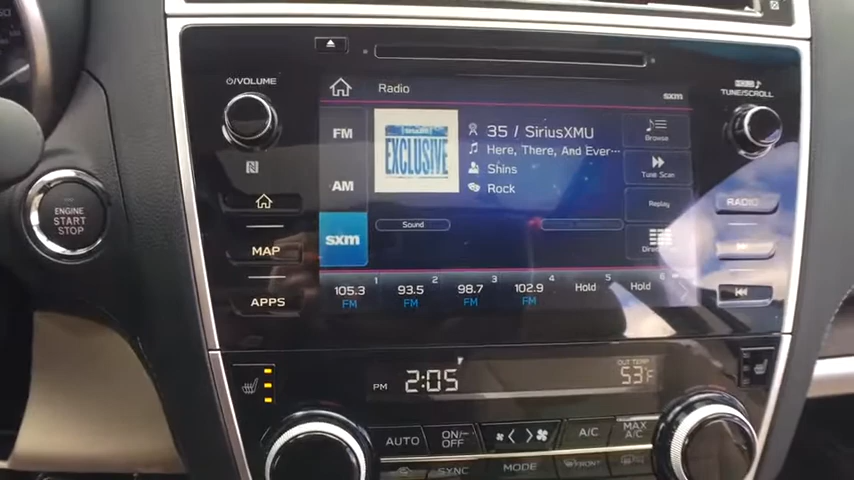 VOLUME
HOLD
TUNE/SCROLL
Radio
sxm
FM
AM
sxm
SiriusXM
EXCLUSIVE
35 / SiriusXMU
Here, There, And Ever...
Shins
Rock
Browse
Tune Scan
Replay
Direct
Sound
1 105.3 FM
2 93.5 FM
3 98.7 FM
4 102.9 FM
5 Hold
6 Hold
MAP
APPS
RADIO
ENGINE
START
STOP
PM 2:05
OUT TEMP
53°F
AUTO
ON
OFF
A/C
MAX
A/C
SYNC
MODE
FRONT